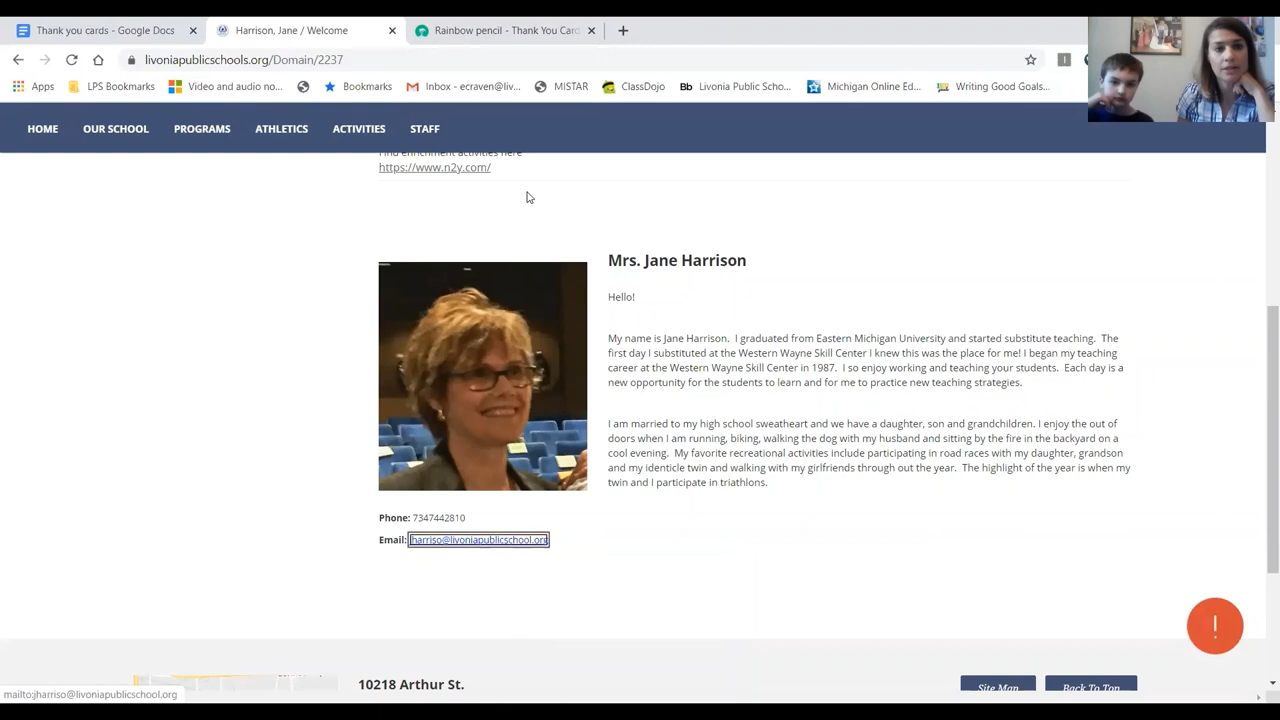 Thank you cards - Google Docs
Harrison, Jane / Welcome
Rainbow pencil - Thank You Card
livoniapublicschools.org/Domain/2237
Apps
LPS Bookmarks
Video and audio no...
Bookmarks
Inbox - ecraven@liv...
MISTAR
ClassDojo
Bb Livonia Public Scho...
Michigan Online Ed...
Writing Good Goals...
HOME
OUR SCHOOL
PROGRAMS
ATHLETICS
ACTIVITIES
STAFF
Find enrichment activities here
https://www.n2y.com/
Mrs. Jane Harrison
Hello!
My name is Jane Harrison. I graduated from Eastern Michigan University and started substitute teaching. The
first day I substituted at the Western Wayne Skill Center I knew this was the place for me! I began my teaching
career at the Western Wayne Skill Center in 1987. I so enjoy working and teaching your students. Each day is a
new opportunity for the students to learn and for me to practice new teaching strategies.
I am married to my high school sweatheart and we have a daughter, son and grandchildren. I enjoy the out of
doors when I am running, biking, walking the dog with my husband and sitting by the fire in the backyard on a
cool evening. My favorite recreational activities include participating in road races with my daughter, grandson
and my identicle twin and walking with my girlfriends through out the year. The highlight of the year is when my
twin and I participate in triathlons.
Phone: 7347442810
Email: jharriso@livoniapublicschool.org
!
10218 Arthur St.
Site Map
Back To Top
mailto:jharriso@livoniapublicschool.org